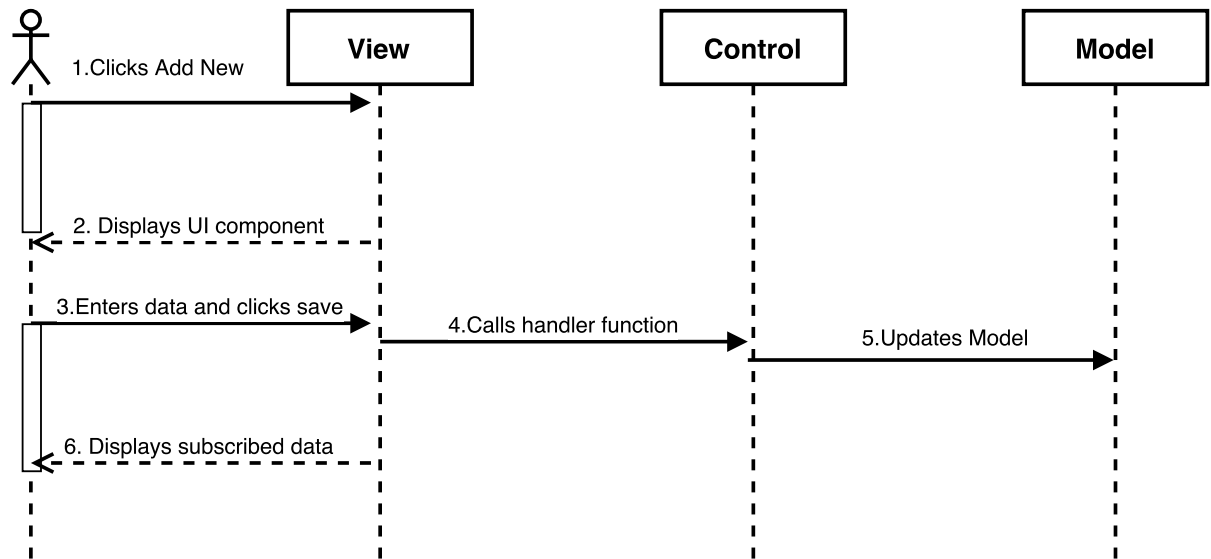 View
Control
Model
1.Clicks Add New
2. Displays UI component
3.Enters data and clicks save
4.Calls handler function
5.Updates Model
6. Displays subscribed data